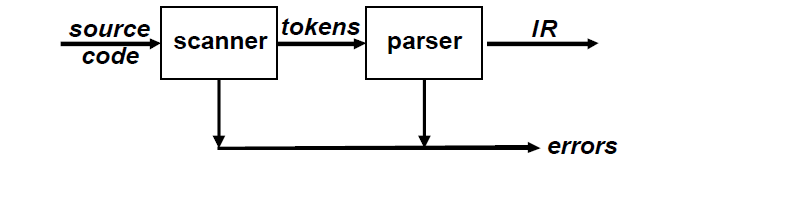 source
code
scanner
tokens
parser
IR
errors